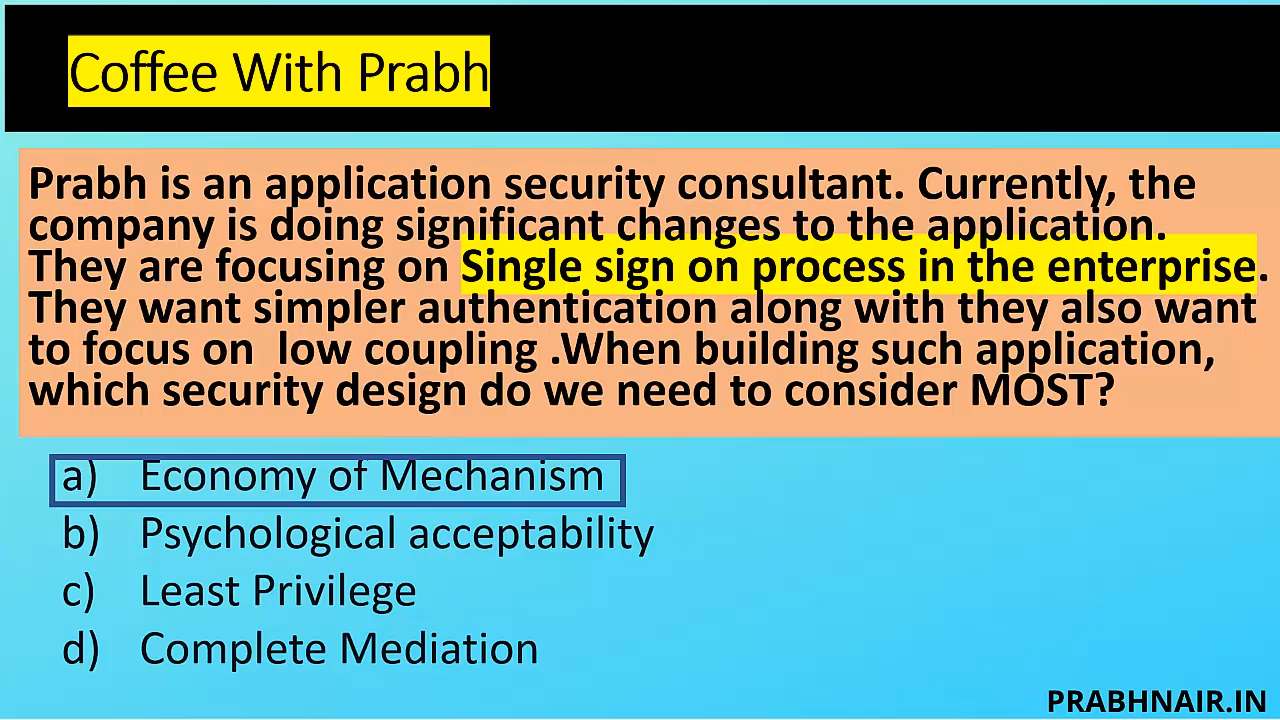 Coffee With Prabh
Prabh is an application security consultant. Currently, the
company is doing significant changes to the application.
They are focusing on Single sign on process in the enterprise.
They want simpler authentication along with they also want
to focus on  low coupling .When building such application,
which security design do we need to consider MOST?
a) Economy of Mechanism
b) Psychological acceptability
c) Least Privilege
d) Complete Mediation
PRABHNAIR.IN